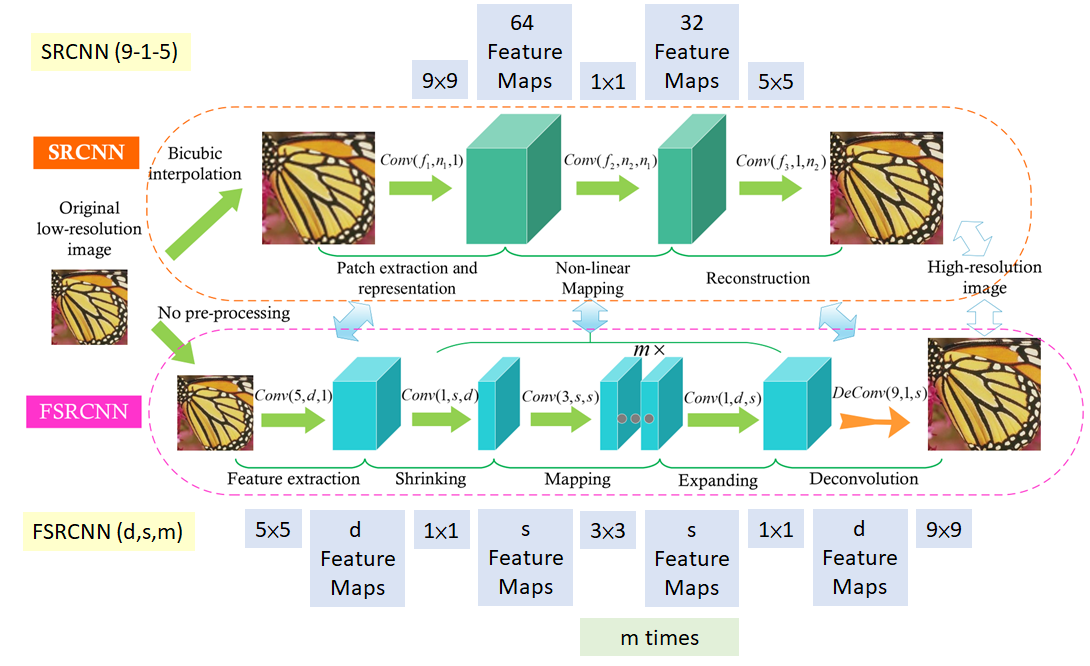 SRCNN (9-1-5)
64
Feature
Maps
32
Feature
Maps
9×9
1×1
5×5
SRCNN
Bicubic
interpolation
Conv(f₁,n₁,1)
Conv(f₂,n₂,n₁)
Conv(f₃,1,n₂)
Original
low-resolution
image
Patch extraction and
representation
Non-linear
Mapping
Reconstruction
High-resolution
image
No pre-processing
m ×
FSRCNN
Conv(5,d,1)
Conv(1,s,d)
Conv(3,s,s)
Conv(1,d,s)
DeConv(9,1,s)
Feature extraction
Shrinking
Mapping
Expanding
Deconvolution
FSRCNN (d,s,m)
5×5
d
Feature
Maps
1×1
s
Feature
Maps
3×3
s
Feature
Maps
1×1
d
Feature
Maps
9×9
m times